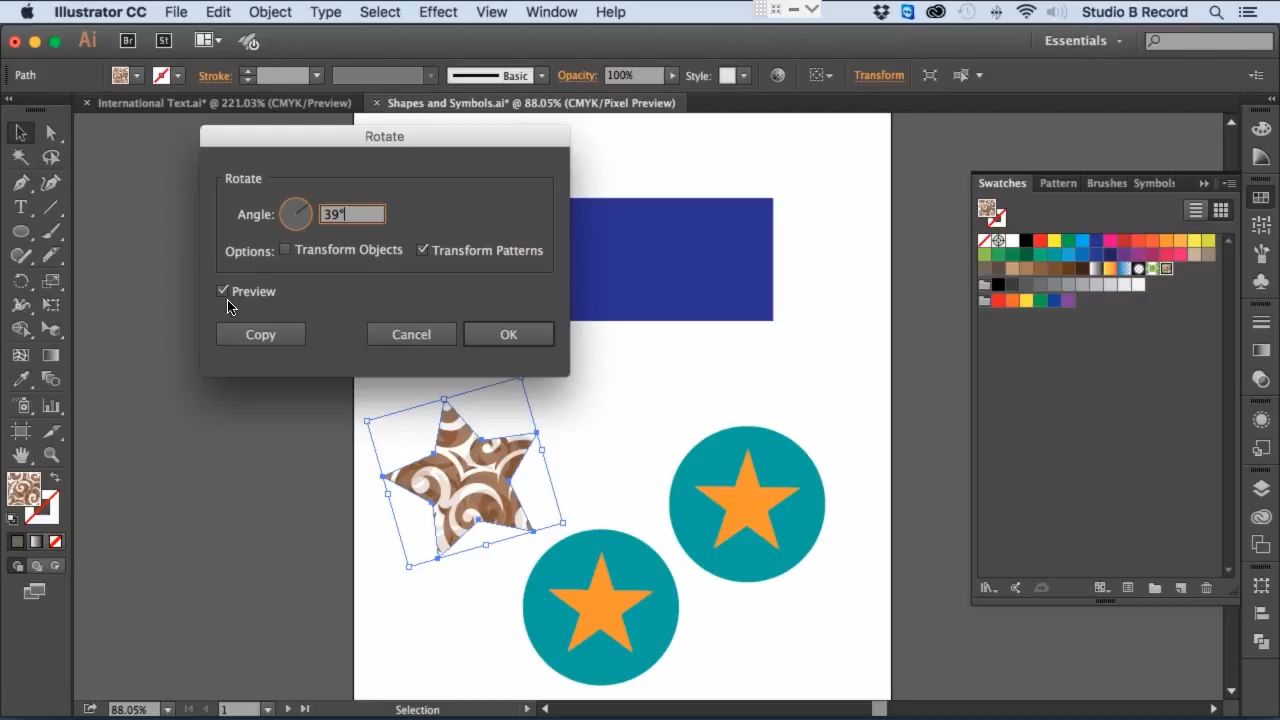 Illustrator CC File Edit Object Type Select Effect View Window Help Studio B Record
Ai Br St Essentials
Path Stroke: Basic Opacity: 100% Style: Transform
× International Text.ai* @ 221.03% (CMYK/Preview) × Shapes and Symbols.ai* @ 88.05% (CMYK/Pixel Preview)
Rotate
Rotate
Angle: 39°
Options: Transform Objects Transform Patterns
Preview
Copy Cancel OK
Swatches Pattern Brushes Symbols
T
88.05% 1 Selection